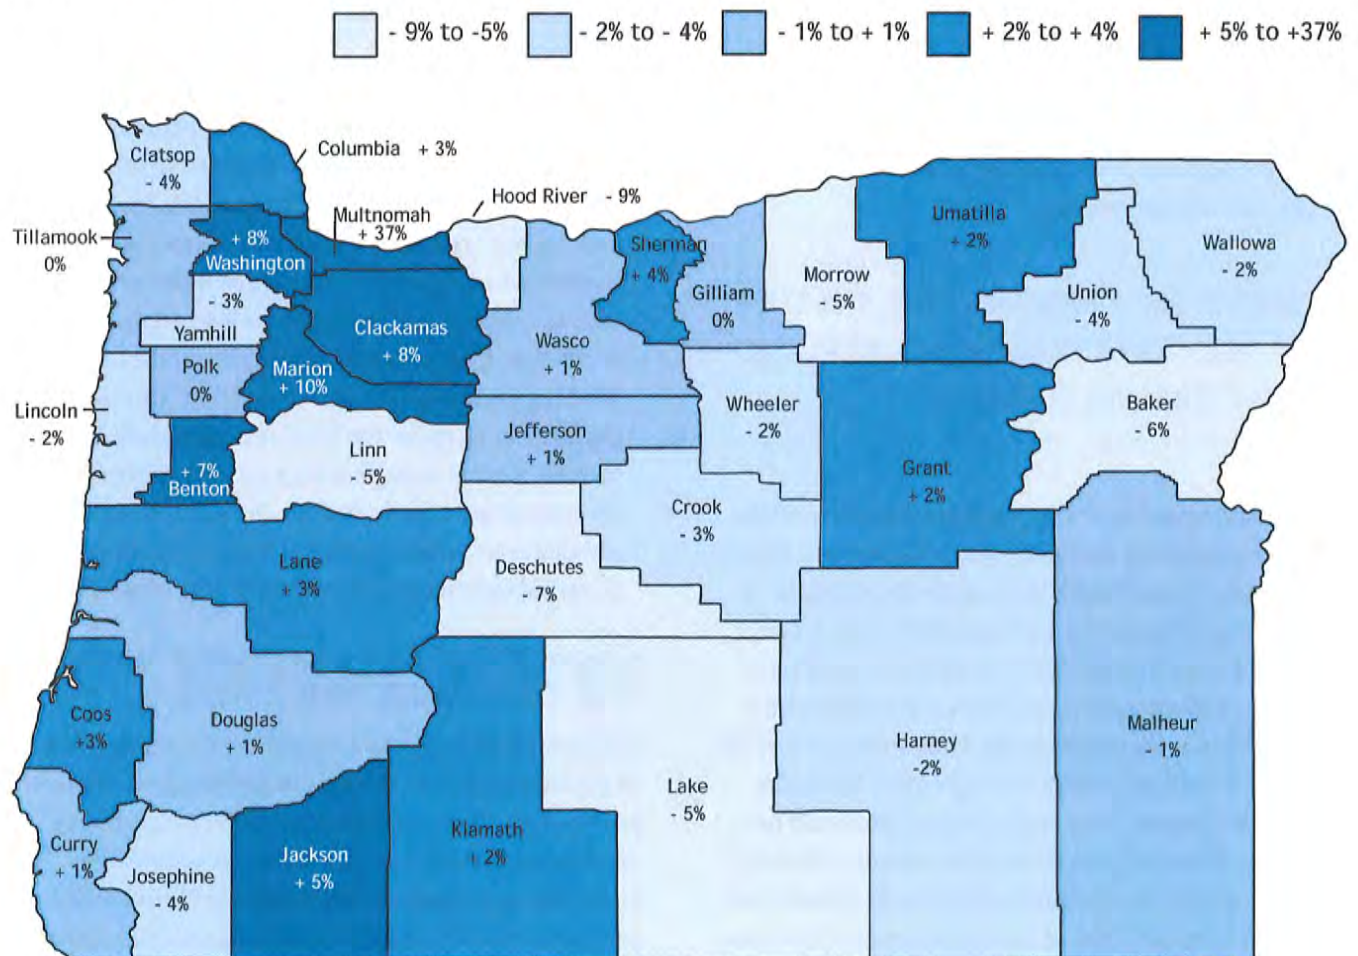 - 9% to -5%
- 2% to - 4%
- 1% to + 1%
+ 2% to + 4%
+ 5% to +37%
Clatsop
- 4%
Columbia + 3%
Hood River - 9%
Multnomah
+ 37%
Tillamook
0%
+ 8%
Washington
- 3%
Yamhill
Clackamas
+ 8%
Sherman
+ 4%
Gilliam
0%
Morrow
- 5%
Umatilla
+ 2%
Union
- 4%
Wallowa
- 2%
Wasco
+ 1%
Polk
0%
Marion
+ 10%
Lincoln
- 2%
Wheeler
- 2%
Baker
- 6%
Jefferson
+ 1%
Linn
- 5%
+ 7%
Benton
Grant
+ 2%
Crook
- 3%
Lane
+ 3%
Deschutes
- 7%
Coos
+3%
Douglas
+ 1%
Malheur
- 1%
Harney
-2%
Lake
- 5%
Klamath
+ 2%
Curry
+ 1%
Josephine
- 4%
Jackson
+ 5%